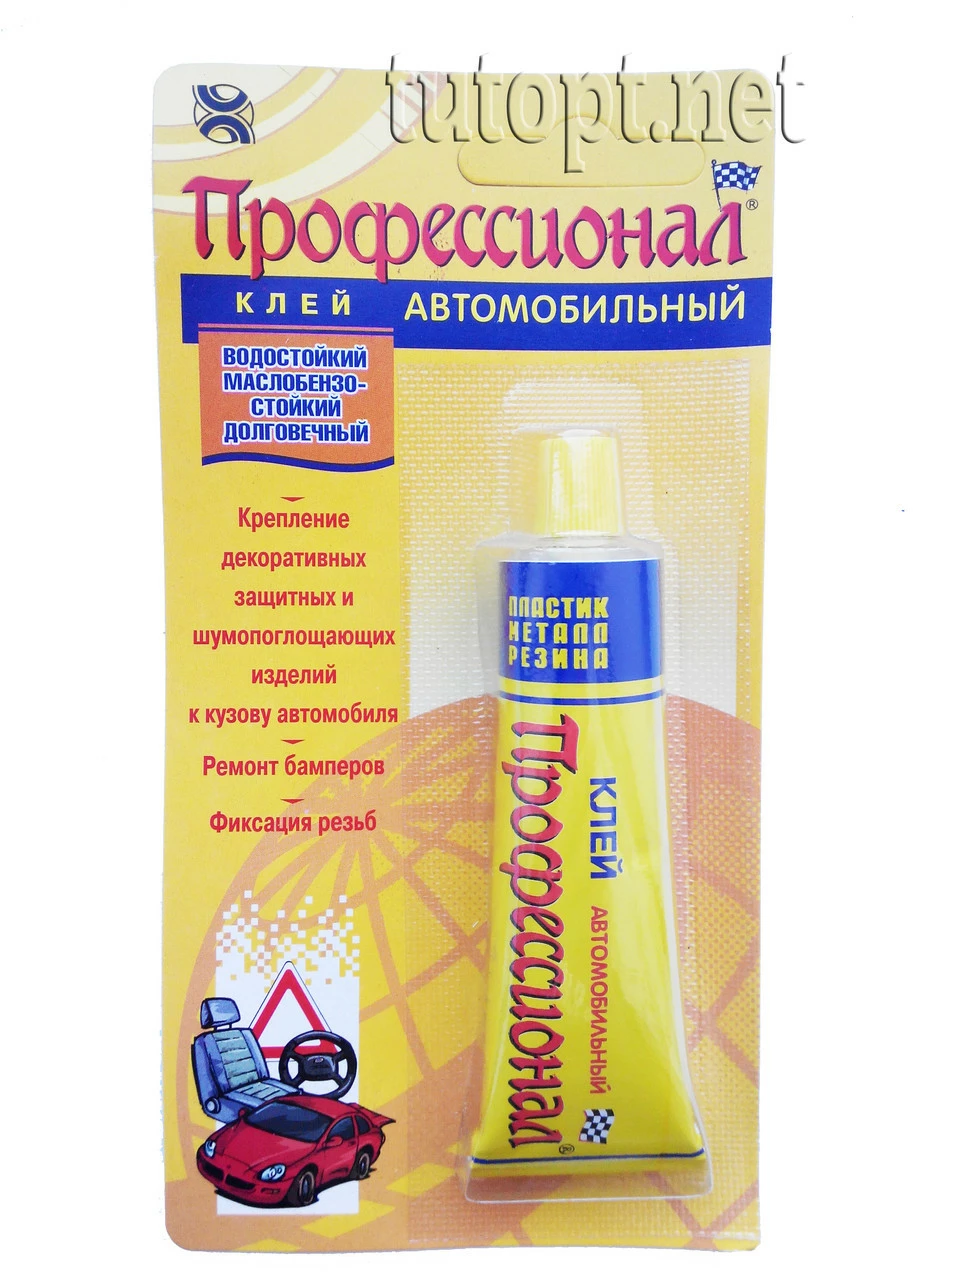 tutopt.net
Профессионал®
КЛЕЙ АВТОМОБИЛЬНЫЙ
ВОДОСТОЙКИЙ
МАСЛОБЕНЗО-
СТОЙКИЙ
ДОЛГОВЕЧНЫЙ
Крепление
декоративных
защитных и
шумопоглощающих
изделий
к кузову автомобиля
Ремонт бамперов
Фиксация резьб
ПЛАСТИК
МЕТАЛЛ
РЕЗИНА
Профессионал®
КЛЕЙ АВТОМОБИЛЬНЫЙ